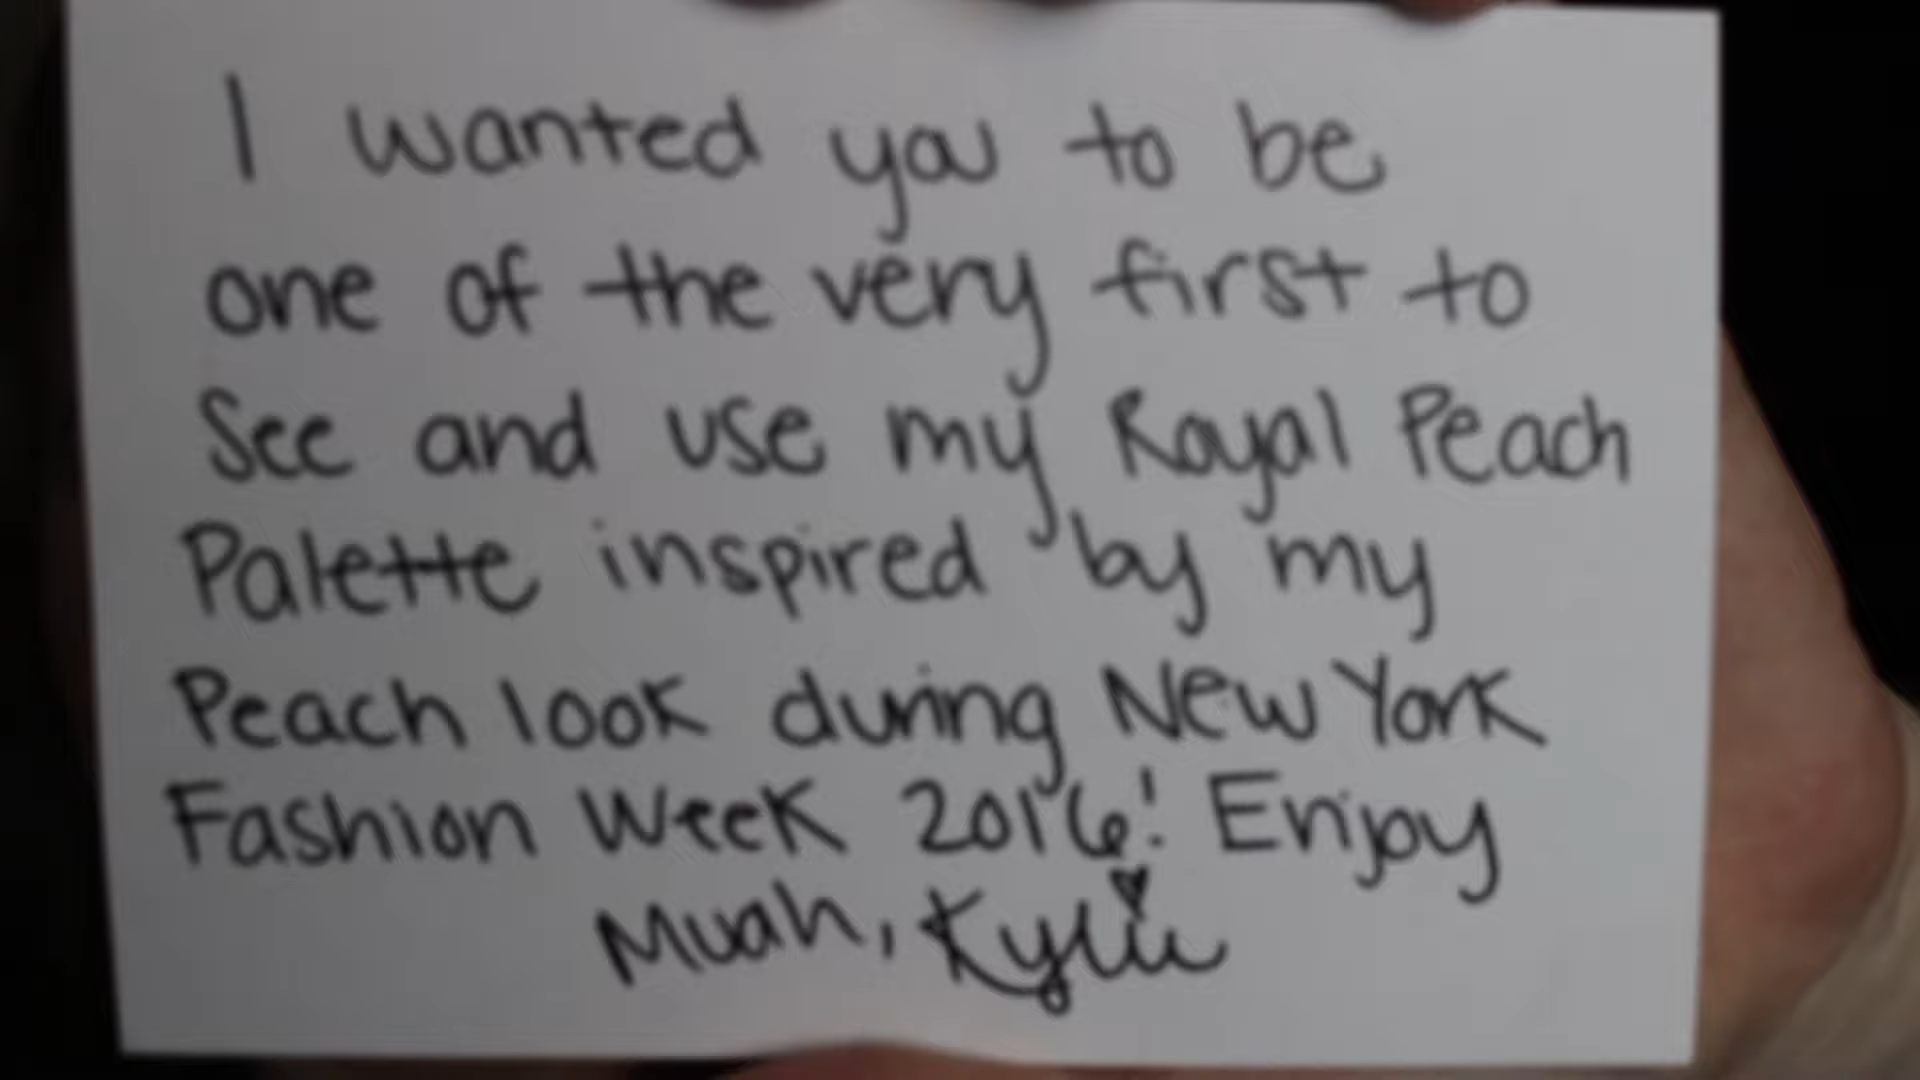 I wanted you to be
one of the very first to
See and use my Royal Peach
Palette inspired by my
Peach look during New York
Fashion Week 2016! Enjoy
Muah, Kylie